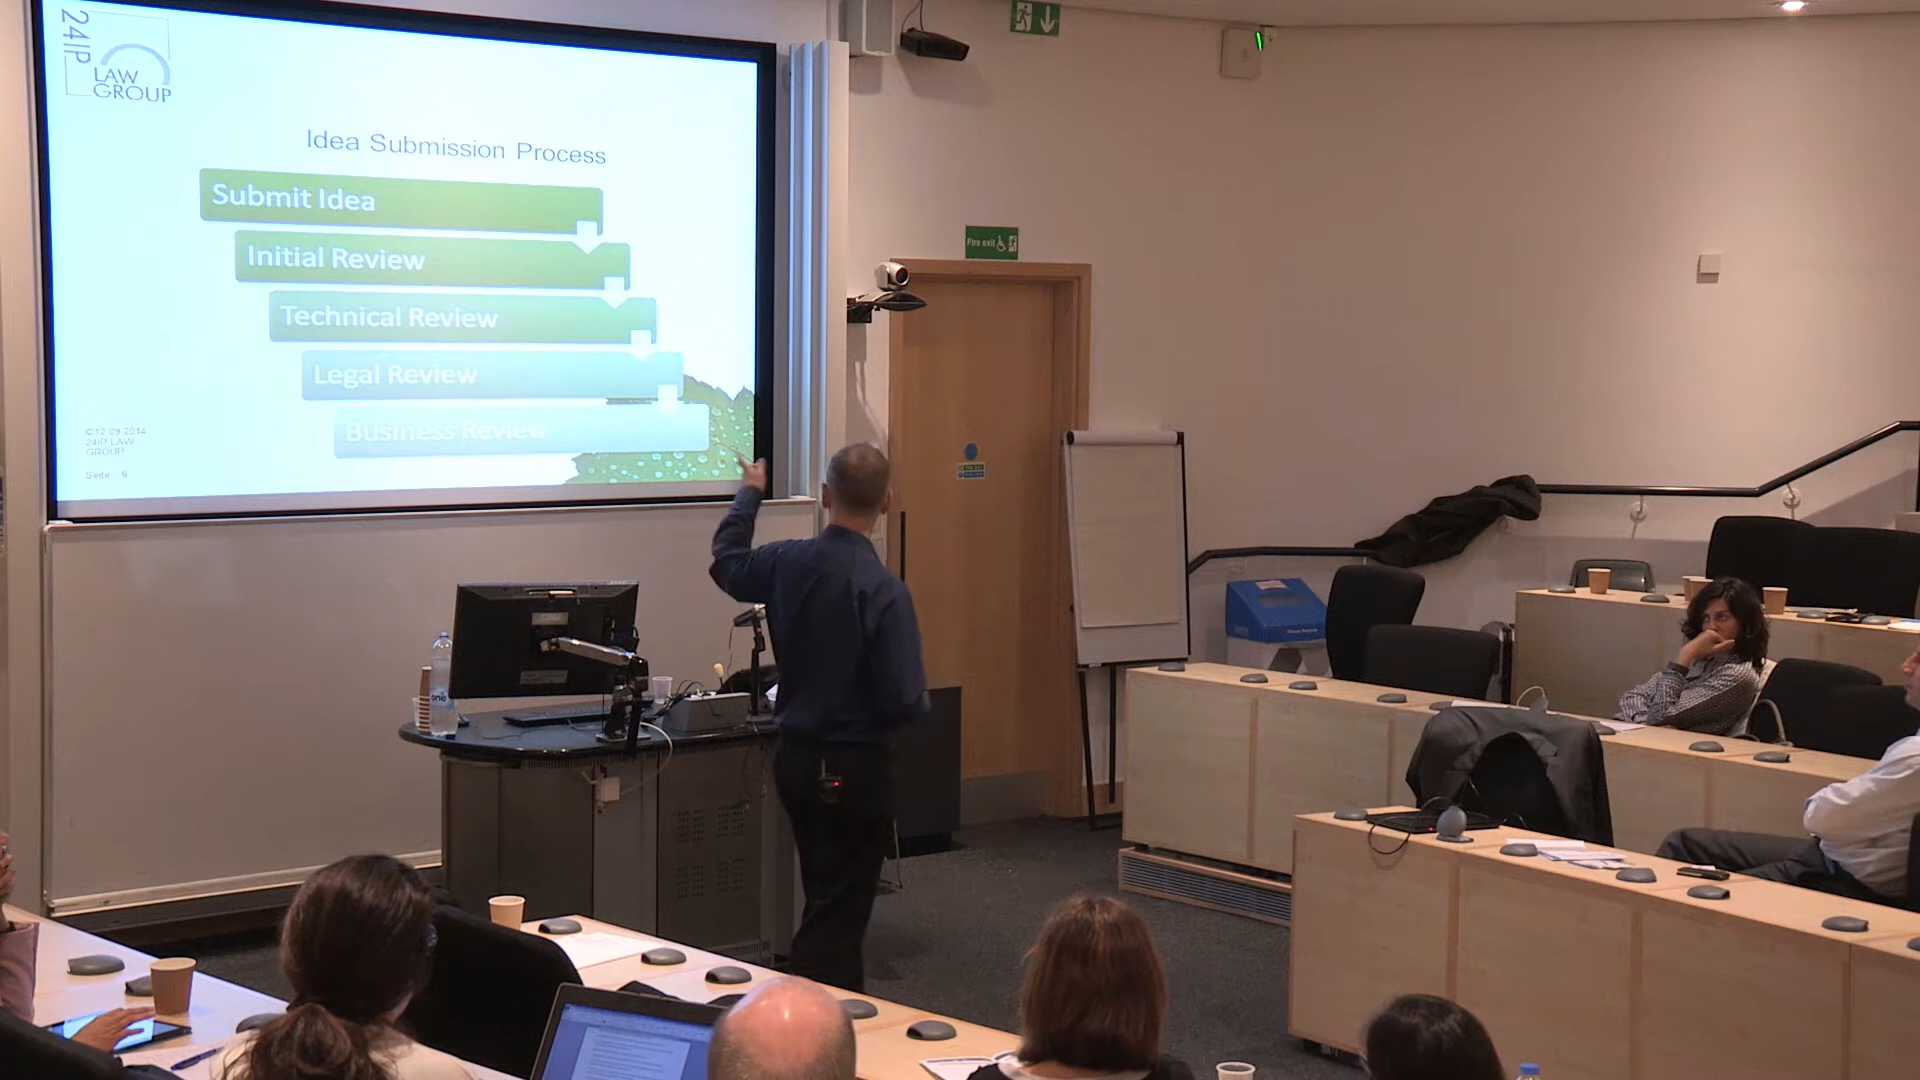 24IP
LAW
GROUP
Idea Submission Process
Submit Idea
Initial Review
Technical Review
Legal Review
Business Review
©12.09.2014
24IP LAW
GROUP
Seite 6
Fire exit
one